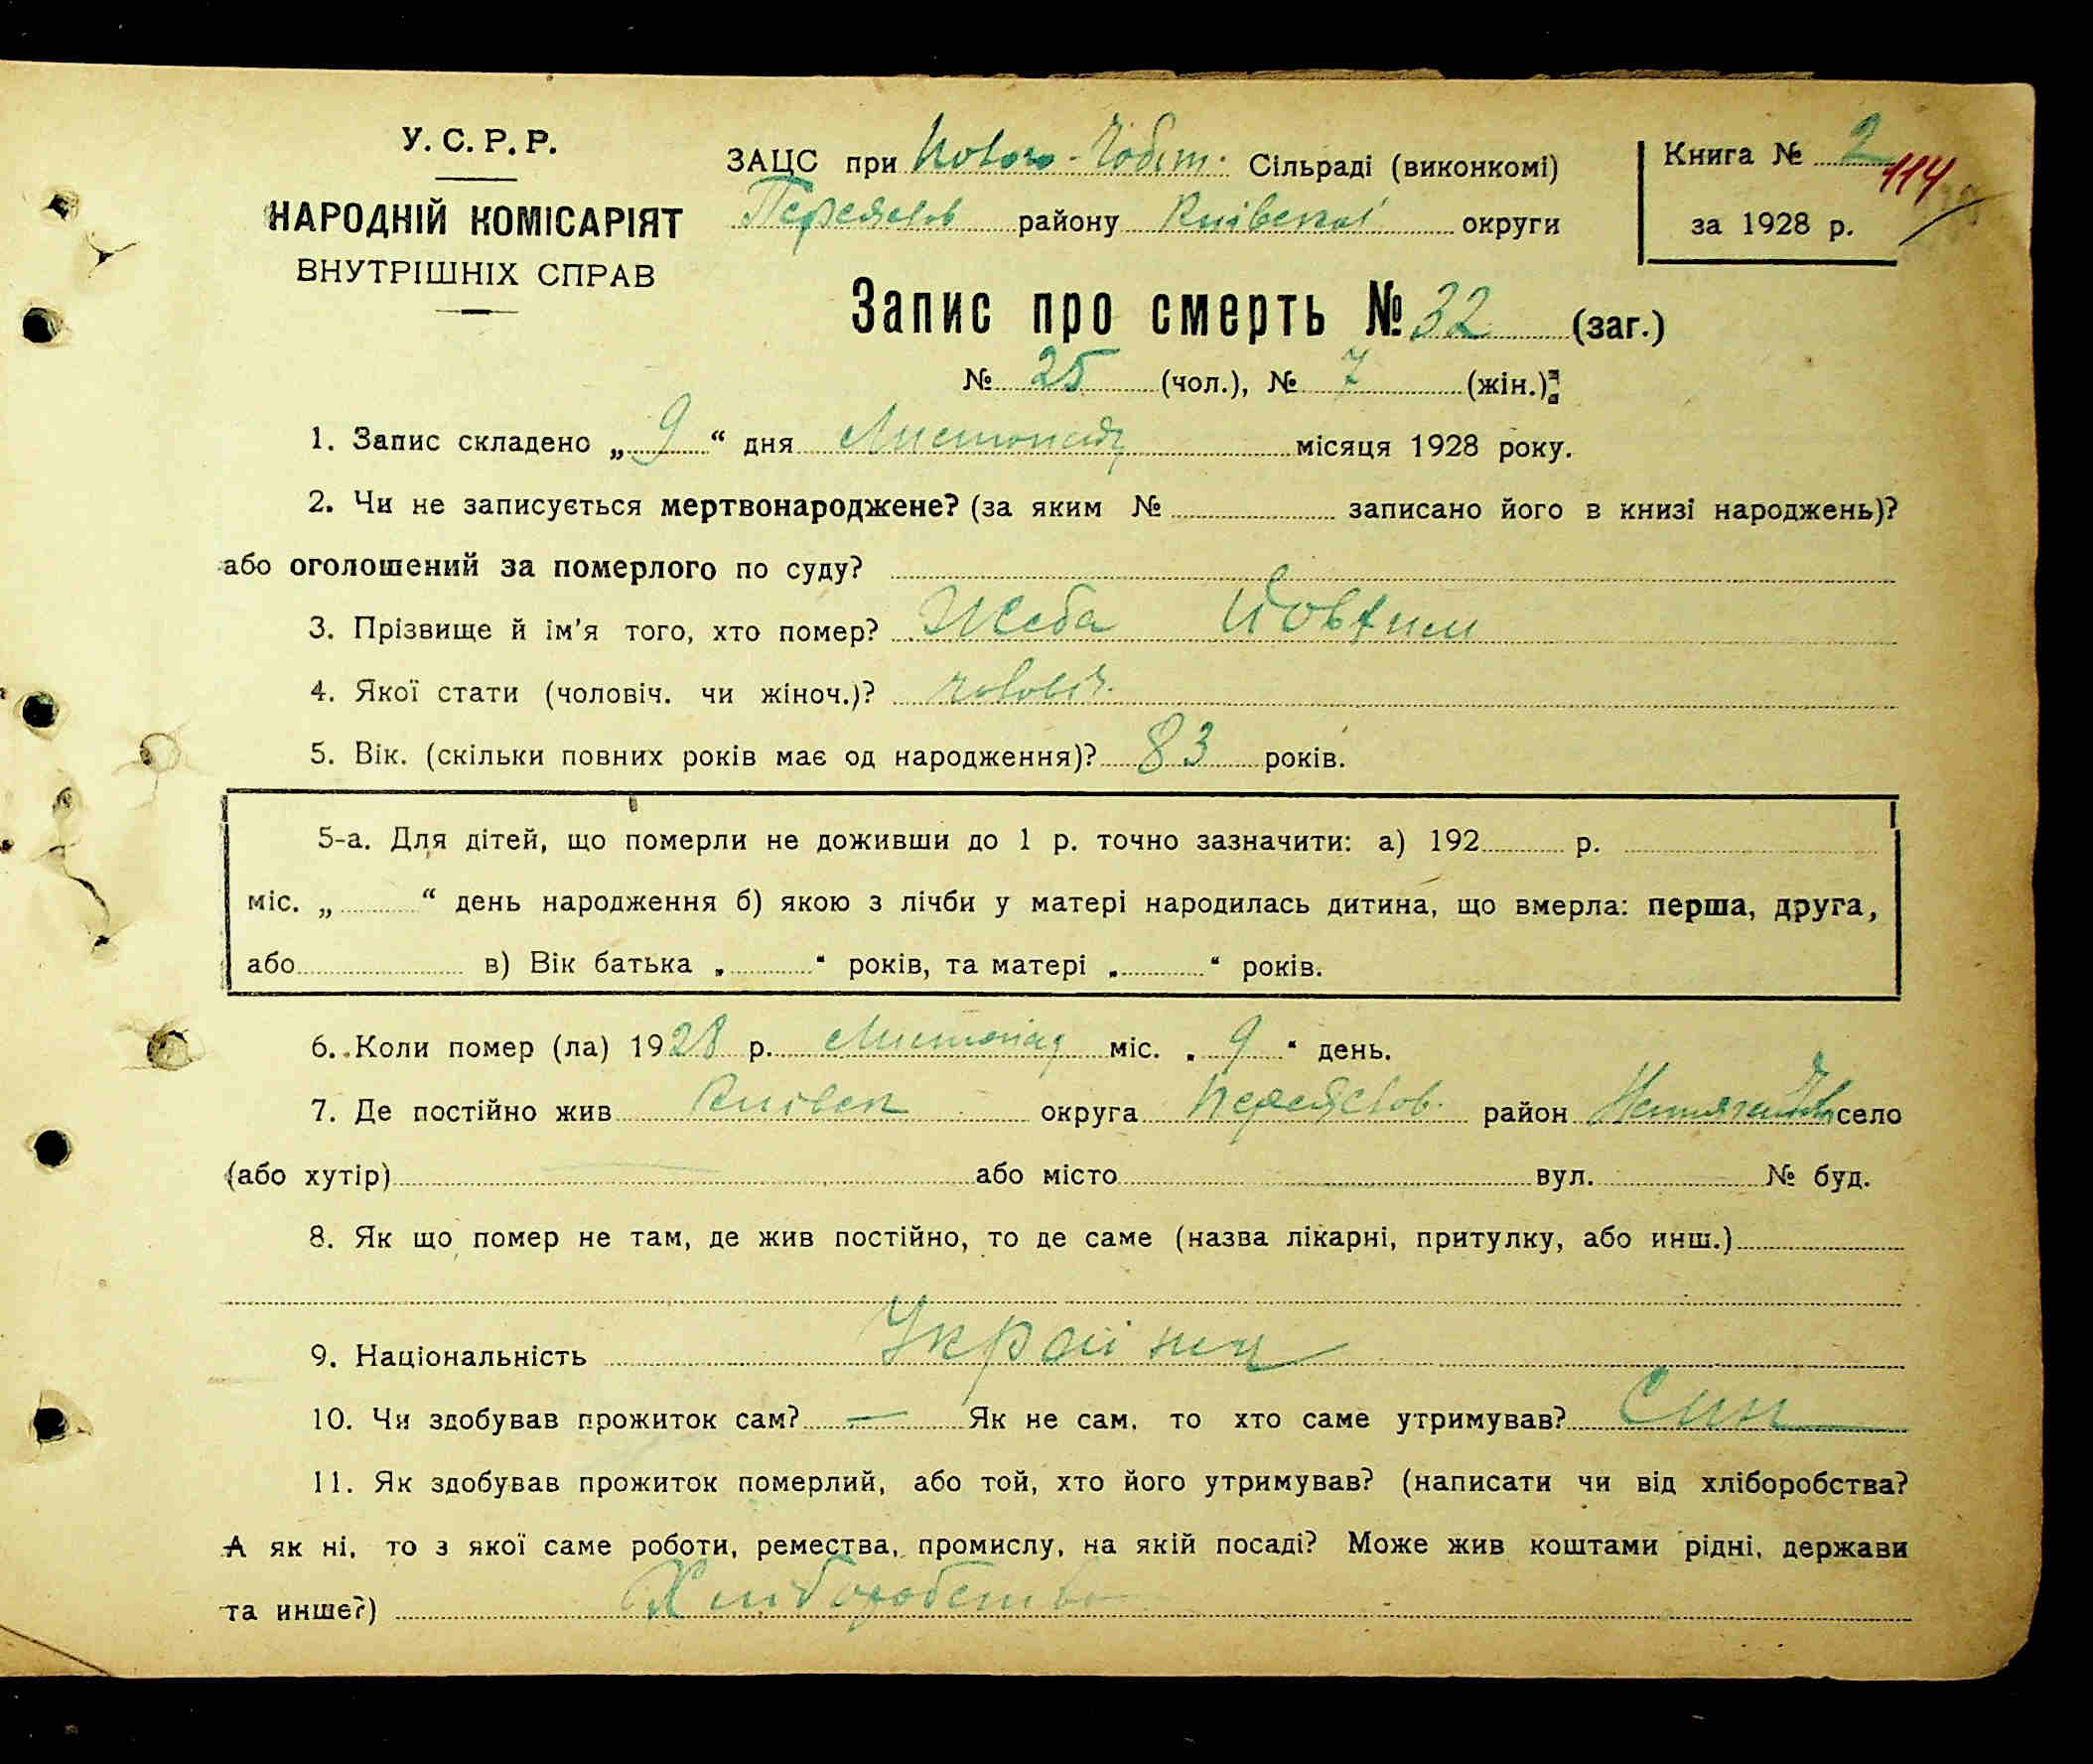 У. С. Р. Р.
НАРОДНІЙ КОМІСАРІЯТ
ВНУТРІШНІХ СПРАВ
ЗАЦС при Сільраді (виконкомі)
Переяслв району Київської округи
Книга № 2
114
за 1928 р.
Запис про смерть № 32 (заг.)
№ 25 (чол.), № 7 (жін.):
1. Запис складено „ 9 “ дня Листопад місяця 1928 року.
2. Чи не записується мертвонароджене? (за яким № записано його в книзі народжень)?
або оголошений за померлого по суду?
3. Прізвище й ім'я того, хто помер?
4. Якої стати (чоловіч. чи жіноч.)? чоловіч.
5. Вік. (скільки повних років має од народження)? 83 років.
5-а. Для дітей, що померли не доживши до 1 р. точно зазначити: а) 192 р.
міс. „ “ день народження б) якою з лічби у матері народилась дитина, що вмерла: перша, друга,
або в) Вік батька „ “ років, та матері „ “ років.
6. Коли помер (ла) 1928 р. Листопад міс. „ 9 “ день.
7. Де постійно жив Київськ округа Переяслов. район село
(або хутір) або місто вул. № буд.
8. Як що помер не там, де жив постійно, то де саме (назва лікарні, притулку, або инш.)
9. Національність Україниц
10. Чи здобував прожиток сам? — Як не сам, то хто саме утримував? Син
11. Як здобував прожиток померлий, або той, хто його утримував? (написати чи від хліборобства?
А як ні, то з якої саме роботи, ремества, промислу, на якій посаді? Може жив коштами рідні, держави
та инше?) Хліборобство